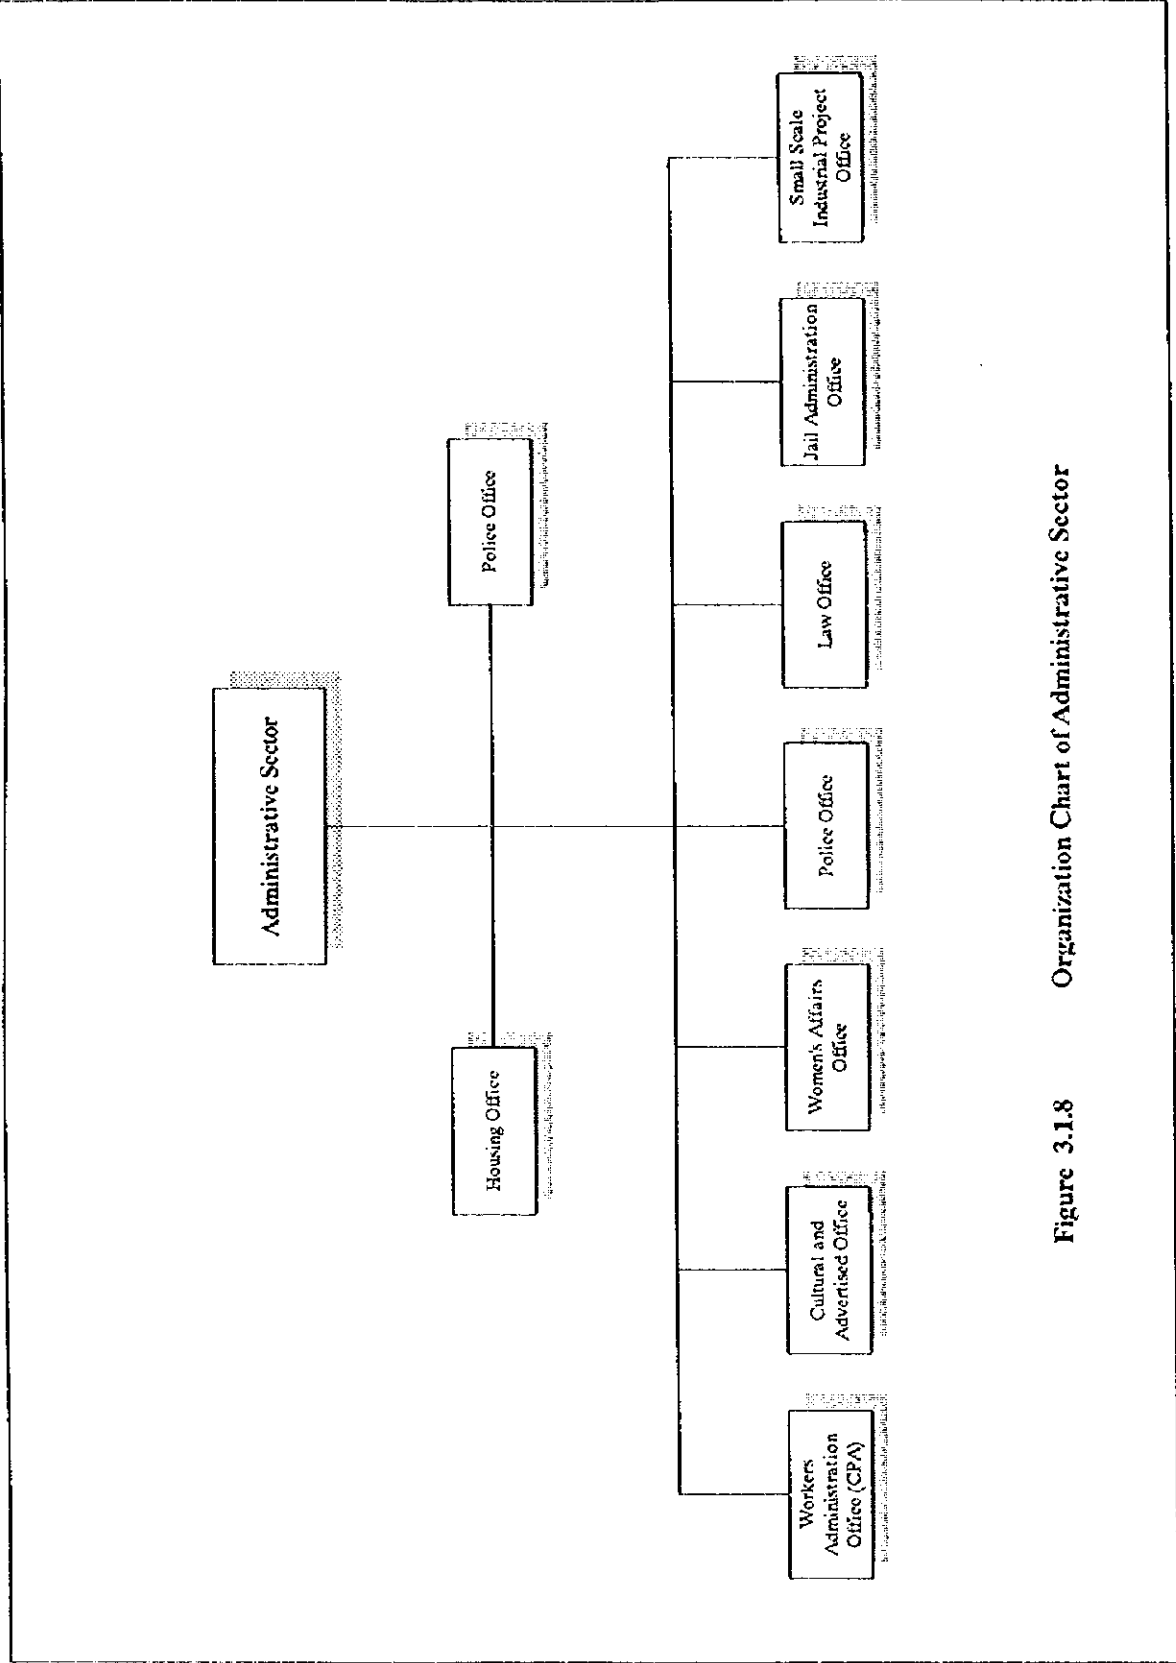 Administrative Sector
Housing Office
Police Office
Workers
Administration
Office (CPA)
Cultural and
Advertised Office
Women's Affairs
Office
Police Office
Law Office
Jail Administration
Office
Small Scale
Industrial Project
Office
Figure 3.1.8 Organization Chart of Administrative Sector